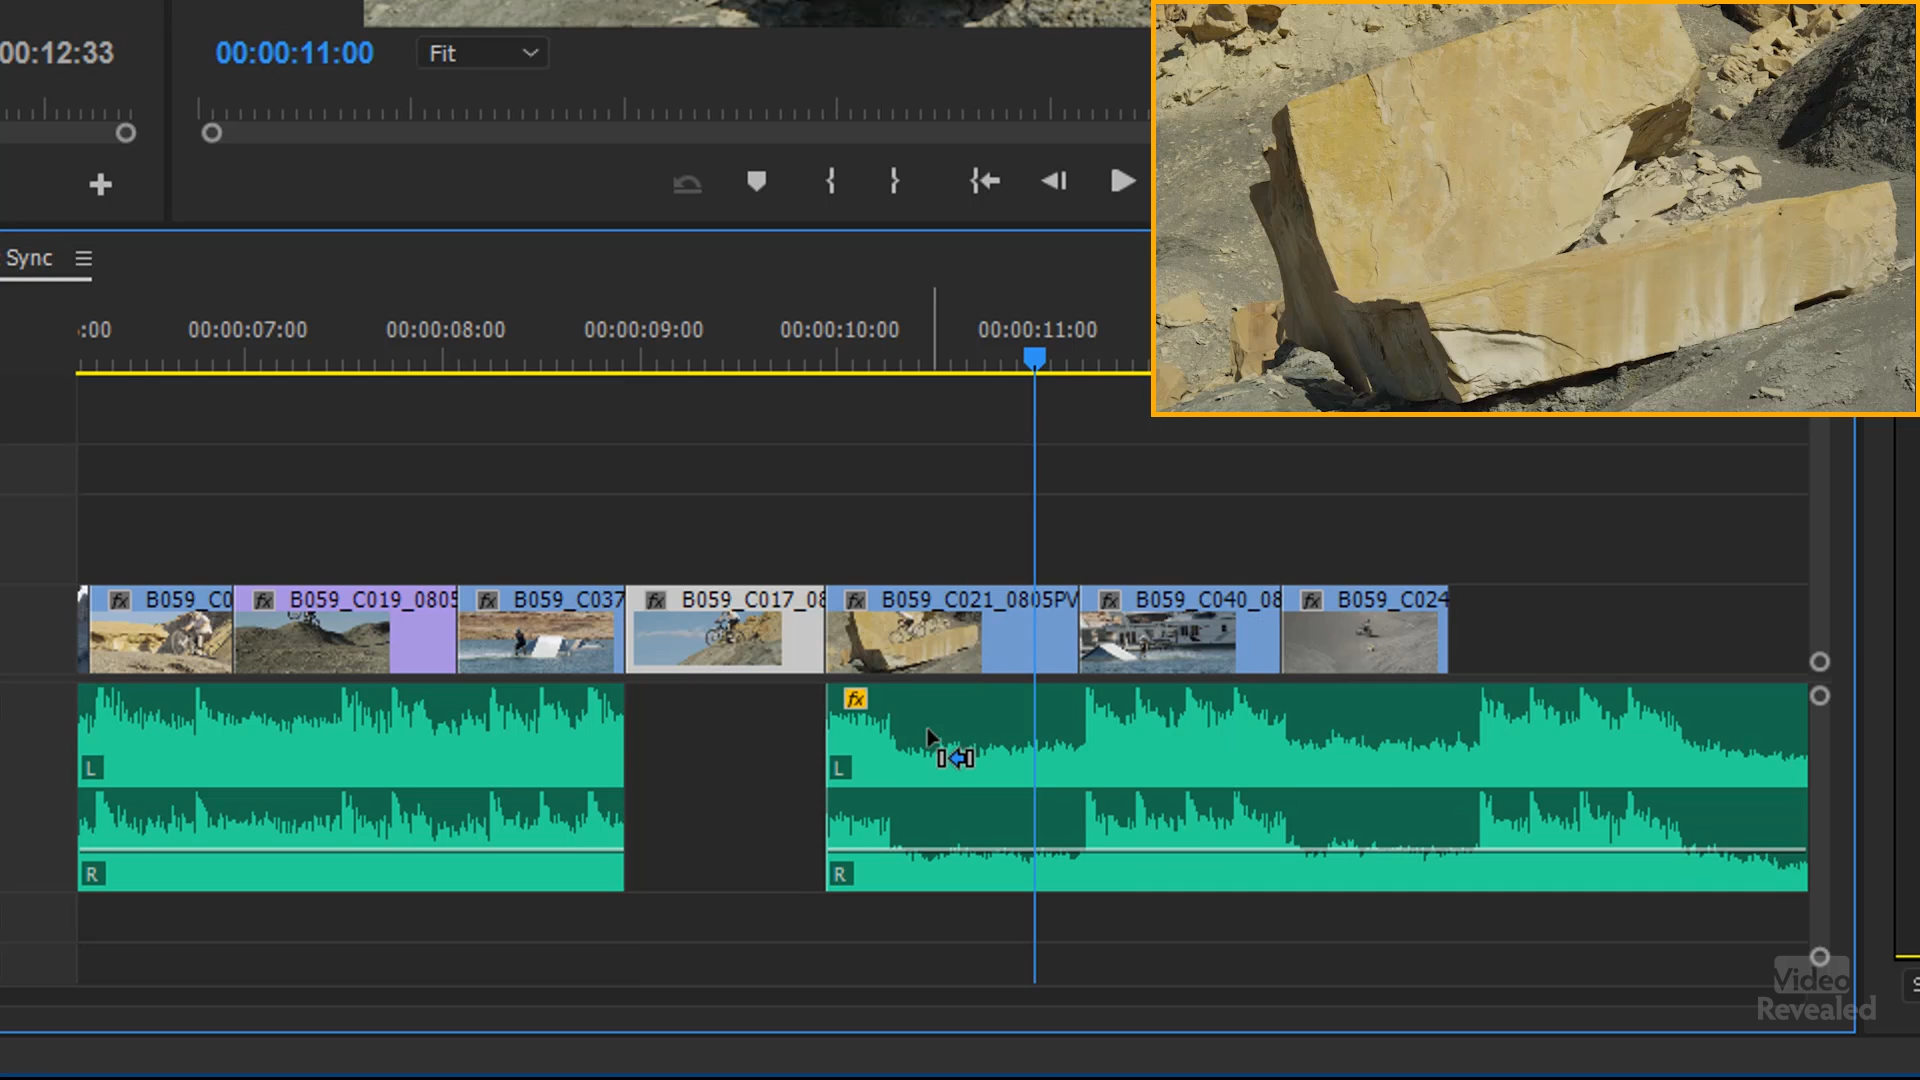 00:12:33
00:00:11:00
Fit
Sync
:00
00:00:07:00
00:00:08:00
00:00:09:00
00:00:10:00
00:00:11:00
fx B059_C0
fx B059_C019_0805
fx B059_C037
fx B059_C017_08
fx B059_C021_0805PV
fx B059_C040_08
fx B059_C024
fx
L
L
R
R
Video
Revealed